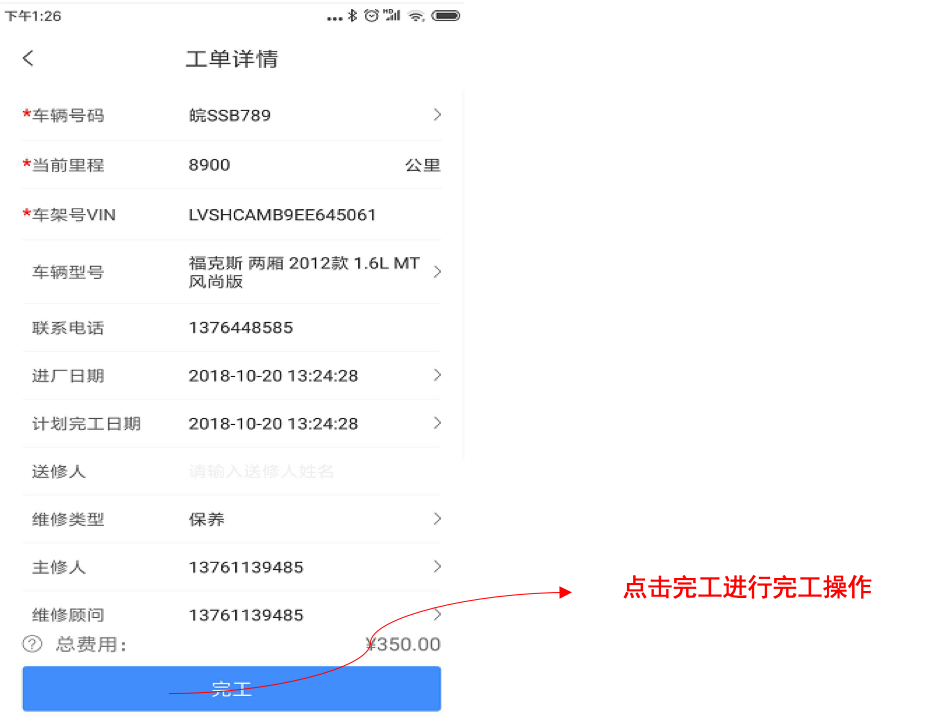 下午1:26
工单详情
*车辆号码 皖SSB789
*当前里程 8900 公里
*车架号VIN LVSHCAMB9EE645061
车辆型号 福克斯 两厢 2012款 1.6L MT
风尚版
联系电话 1376448585
进厂日期 2018-10-20 13:24:28
计划完工日期 2018-10-20 13:24:28
送修人 请输入送修人姓名
维修类型 保养
主修人 13761139485
维修顾问 13761139485
总费用: ¥350.00
完工
点击完工进行完工操作